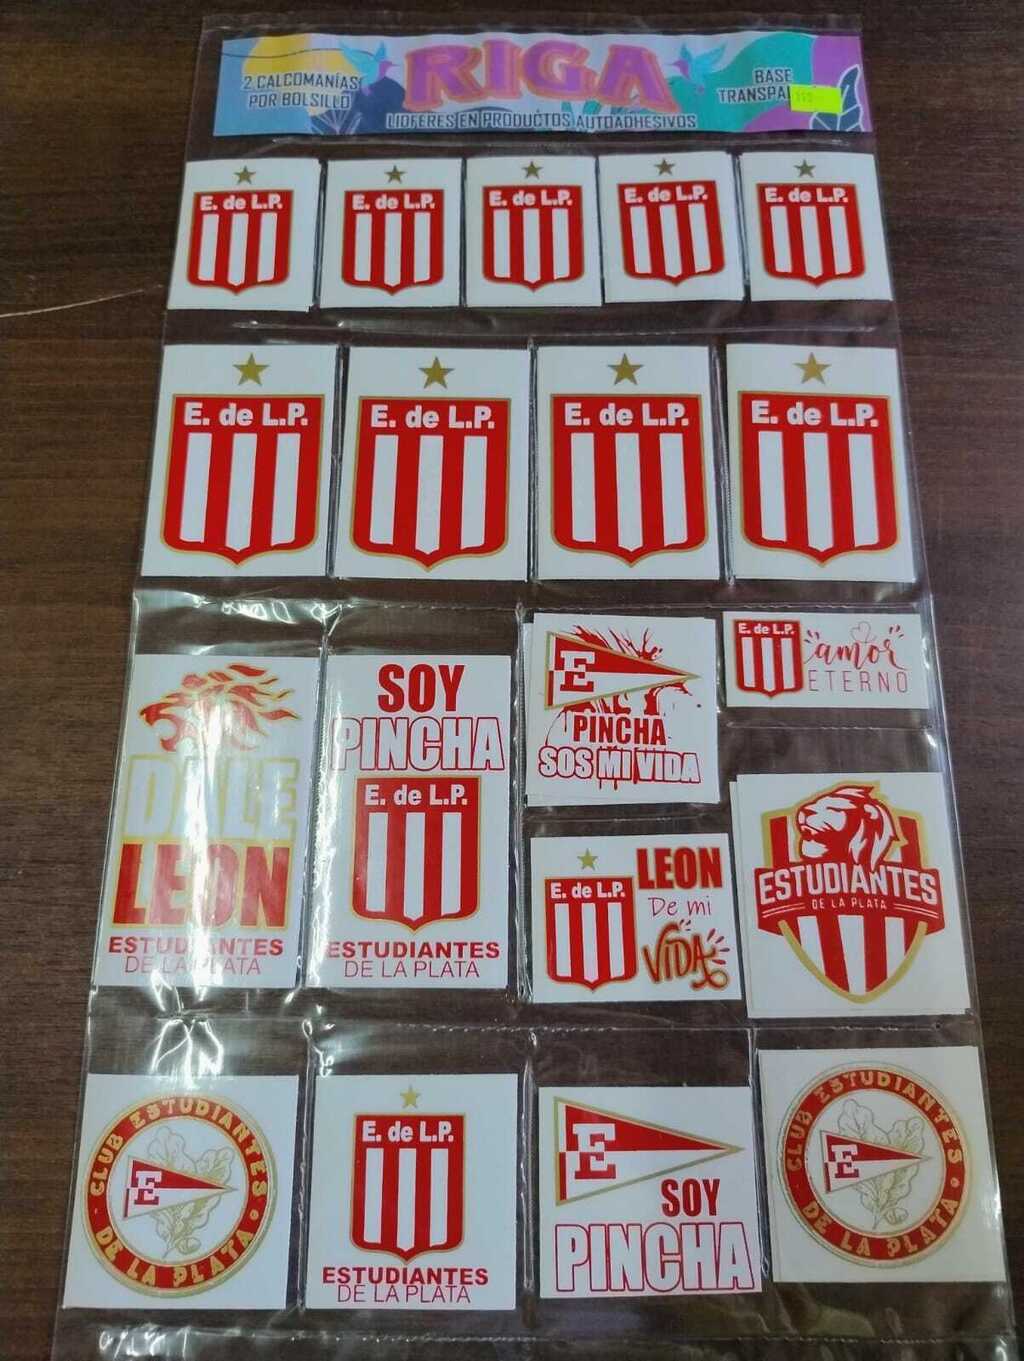 2 CALCOMANÍAS
POR BOLSILLO
RIGA
BASE
LIDFERES EN PRODUCTOS AUTOADHESIVOS
E. de L.P.
E. de L.P.
E. de L.P.
E. de L.P.
E. de L.P.
E. de L.P.
E. de L.P.
E. de L.P.
E. de L.P.
DALE
LEON
ESTUDIANTES
DE LA PLATA
SOY
PINCHA
E. de L.P.
ESTUDIANTES
DE LA PLATA
E
PINCHA
SOS MI VIDA
E. de L.P.
amor
ETERNO
E. de L.P.
LEON
De mi
VIDA
ESTUDIANTES
DE LA PLATA
CLUB ESTUDIANTES
E
DE LA PLATA
E. de L.P.
ESTUDIANTES
DE LA PLATA
E
SOY
PINCHA
CLUB ESTUDIANTES
E
DE LA PLATA